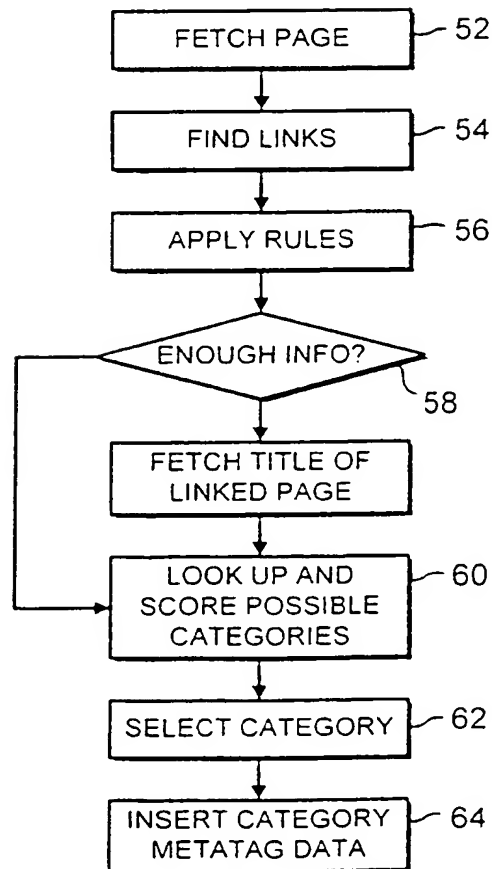 FETCH PAGE
52
FIND LINKS
54
APPLY RULES
56
ENOUGH INFO?
58
FETCH TITLE OF
LINKED PAGE
LOOK UP AND
SCORE POSSIBLE
CATEGORIES
60
SELECT CATEGORY
62
INSERT CATEGORY
METATAG DATA
64